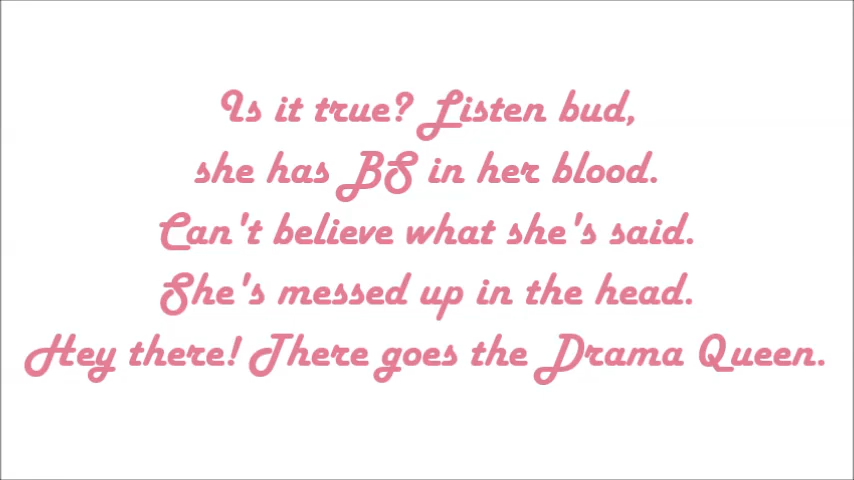 Is it true? Listen bud,
she has BS in her blood.
Can't believe what she's said.
She's messed up in the head.
Hey there! There goes the Drama Queen.